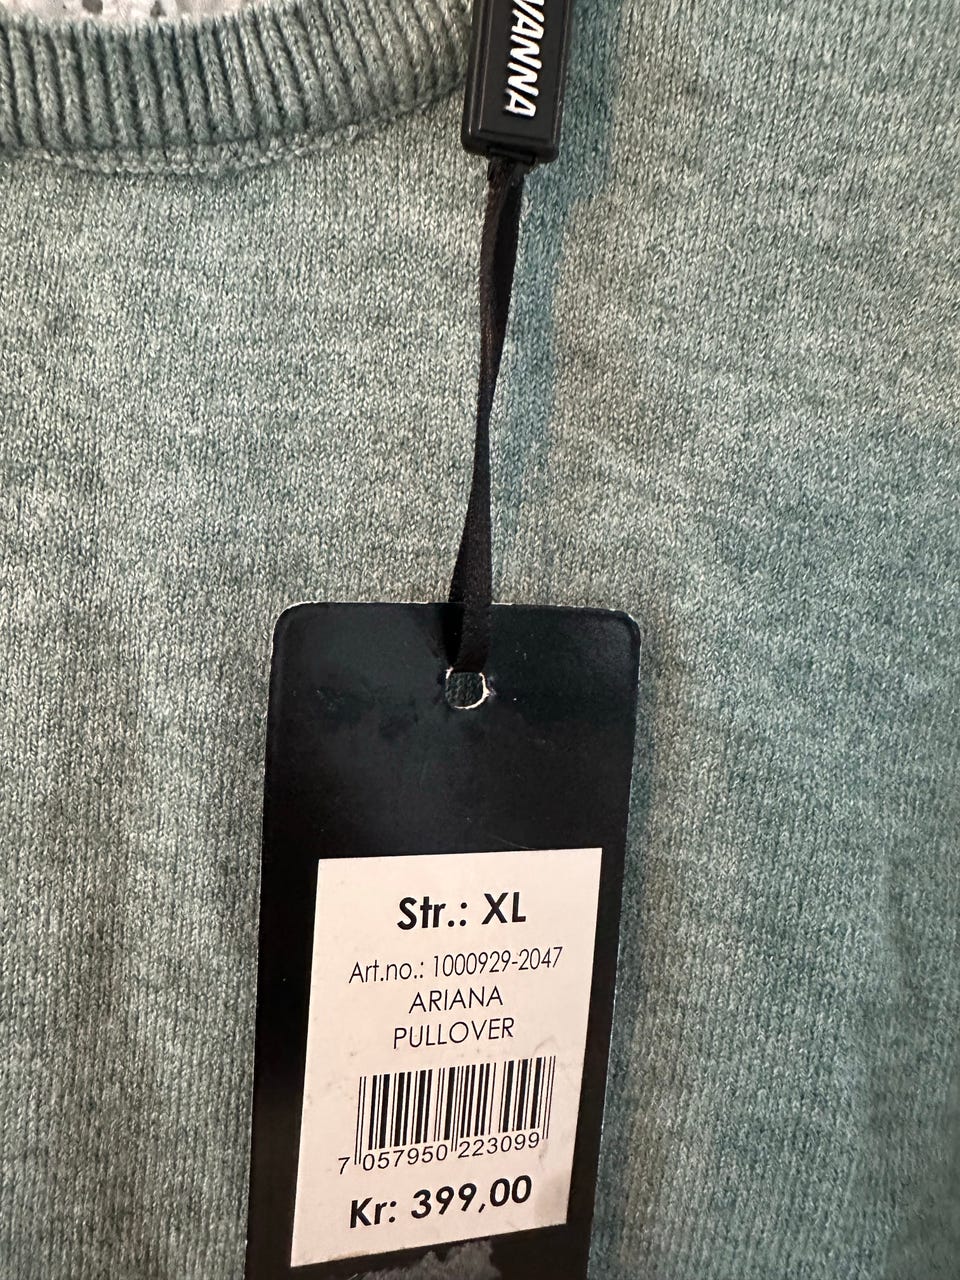 VANNA
Str.: XL
Art.no.: 1000929-2047
ARIANA
PULLOVER
7 057950 223099
Kr: 399,00